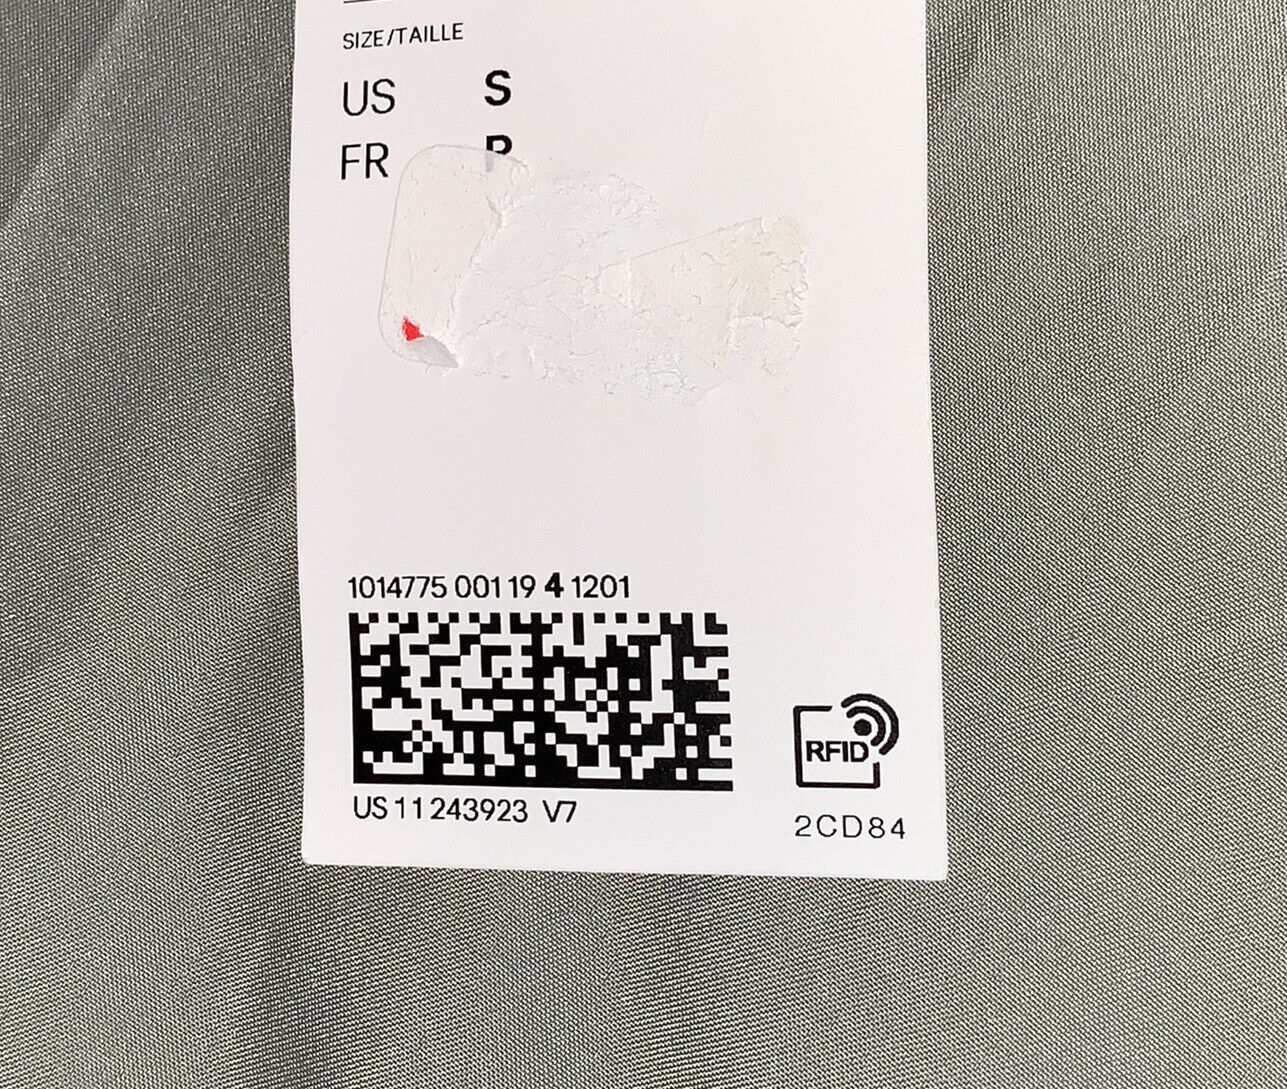 SIZE/TAILLE
US S
FR P
1014775 001 19 4 1201
US 11 243923 V7
RFID
2CD84